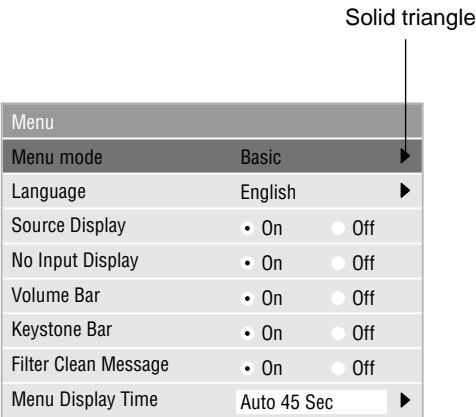 Solid triangle
Menu
Menu mode Basic
Language English
Source Display On Off
No Input Display On Off
Volume Bar On Off
Keystone Bar On Off
Filter Clean Message On Off
Menu Display Time Auto 45 Sec